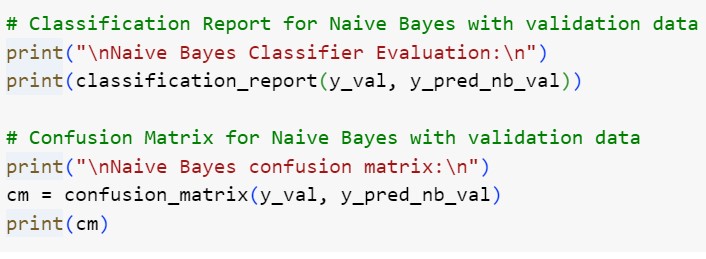 # Classification Report for Naive Bayes with validation data
print("\nNaive Bayes Classifier Evaluation:\n")
print(classification_report(y_val, y_pred_nb_val))
# Confusion Matrix for Naive Bayes with validation data
print("\nNaive Bayes confusion matrix:\n")
cm = confusion_matrix(y_val, y_pred_nb_val)
print(cm)